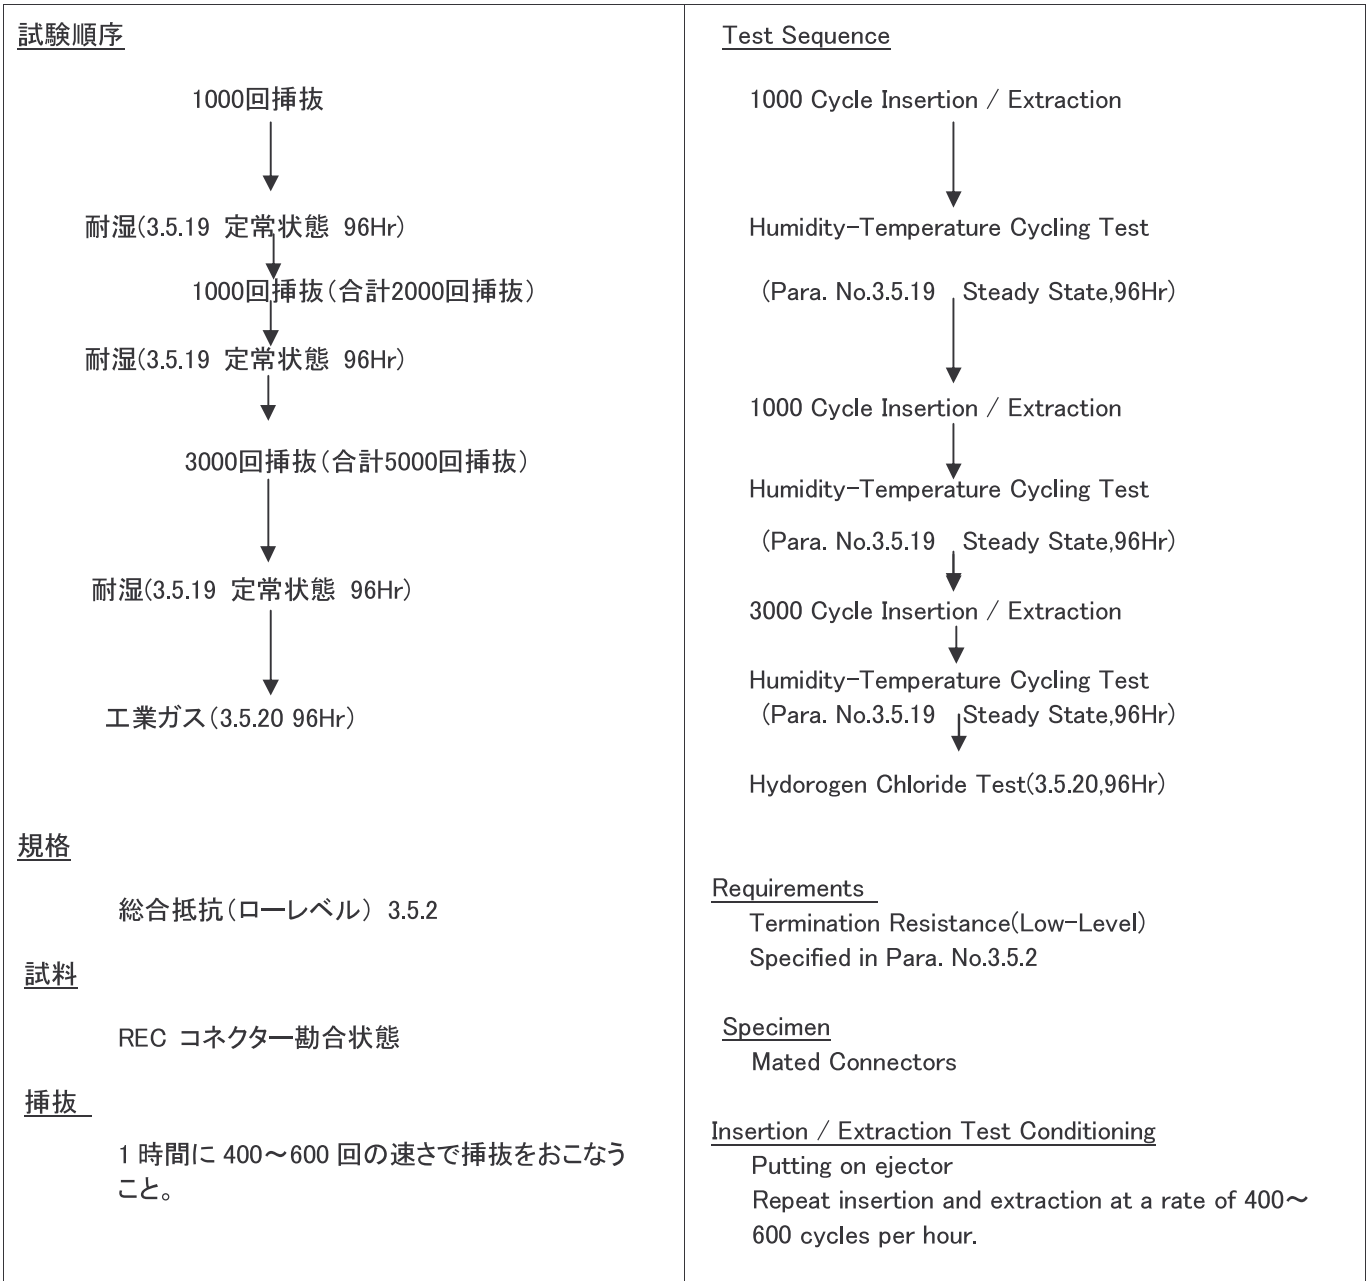 試験順序
1000回挿抜
耐湿(3.5.19 定常状態 96Hr)
1000回挿抜(合計2000回挿抜)
耐湿(3.5.19 定常状態 96Hr)
3000回挿抜(合計5000回挿抜)
耐湿(3.5.19 定常状態 96Hr)
工業ガス(3.5.20 96Hr)
規格
総合抵抗(ローレベル) 3.5.2
試料
REC コネクター勘合状態
挿抜
1 時間に 400~600 回の速さで挿抜をおこなう
こと。
Test Sequence
1000 Cycle Insertion / Extraction
Humidity-Temperature Cycling Test
(Para. No.3.5.19 Steady State,96Hr)
1000 Cycle Insertion / Extraction
Humidity-Temperature Cycling Test
(Para. No.3.5.19 Steady State,96Hr)
3000 Cycle Insertion / Extraction
Humidity-Temperature Cycling Test
(Para. No.3.5.19 Steady State,96Hr)
Hydorogen Chloride Test(3.5.20,96Hr)
Requirements
Termination Resistance(Low-Level)
Specified in Para. No.3.5.2
Specimen
Mated Connectors
Insertion / Extraction Test Conditioning
Putting on ejector
Repeat insertion and extraction at a rate of 400~
600 cycles per hour.